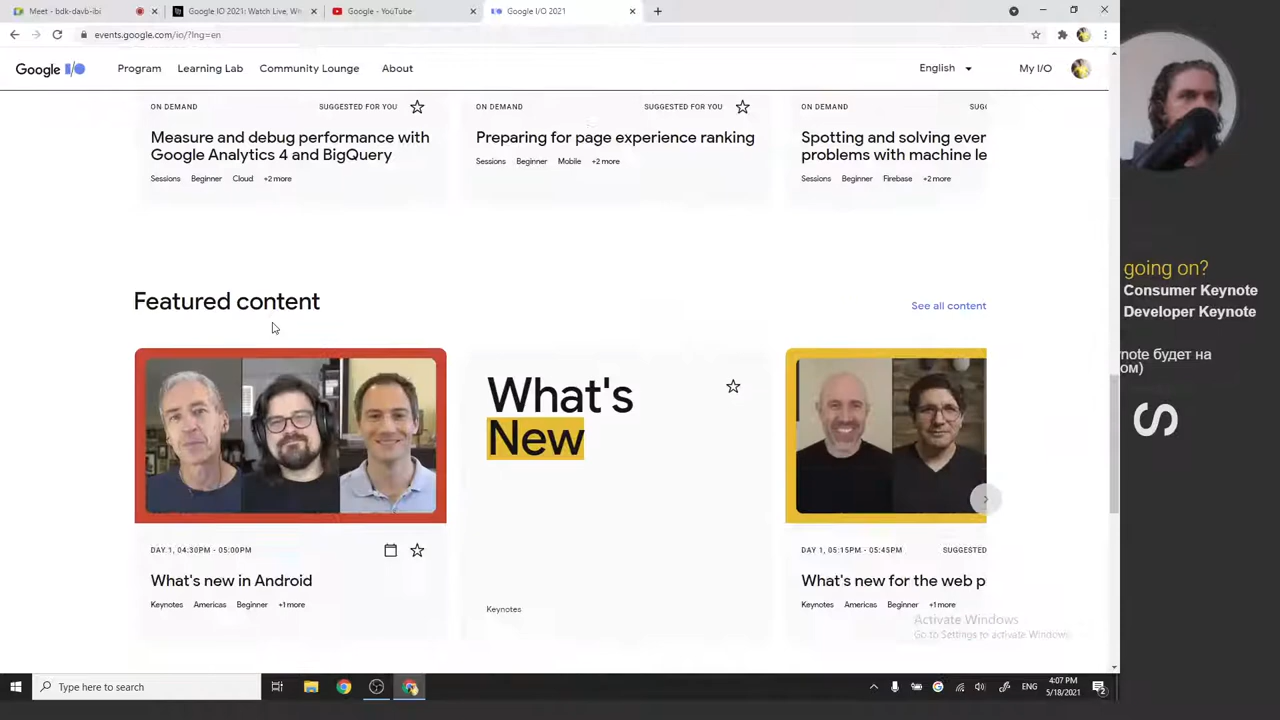 Meet - bdk-davb-ibi
Google IO 2021: Watch Live, We
Google - YouTube
Google I/O 2021
events.google.com/io/?lng=en
Google I/O
Program
Learning Lab
Community Lounge
About
English
My I/O
ON DEMAND
SUGGESTED FOR YOU
Measure and debug performance with
Google Analytics 4 and BigQuery
Sessions Beginner Cloud +2 more
ON DEMAND
SUGGESTED FOR YOU
Preparing for page experience ranking
Sessions Beginner Mobile +2 more
ON DEMAND
SUGG
Spotting and solving ever
problems with machine le
Sessions Beginner Firebase +2 more
Featured content
See all content
DAY 1, 04:30PM - 05:00PM
What's new in Android
Keynotes Americas Beginner +1 more
What's
New
Keynotes
DAY 1, 05:15PM - 05:45PM
SUGGESTED
What's new for the web p
Keynotes Americas Beginner +1 more
Activate Windows
Go to Settings to activate Windows.
going on?
Consumer Keynote
Developer Keynote
note будет на
ом)
S
Type here to search
ENG
4:07 PM
5/18/2021
2